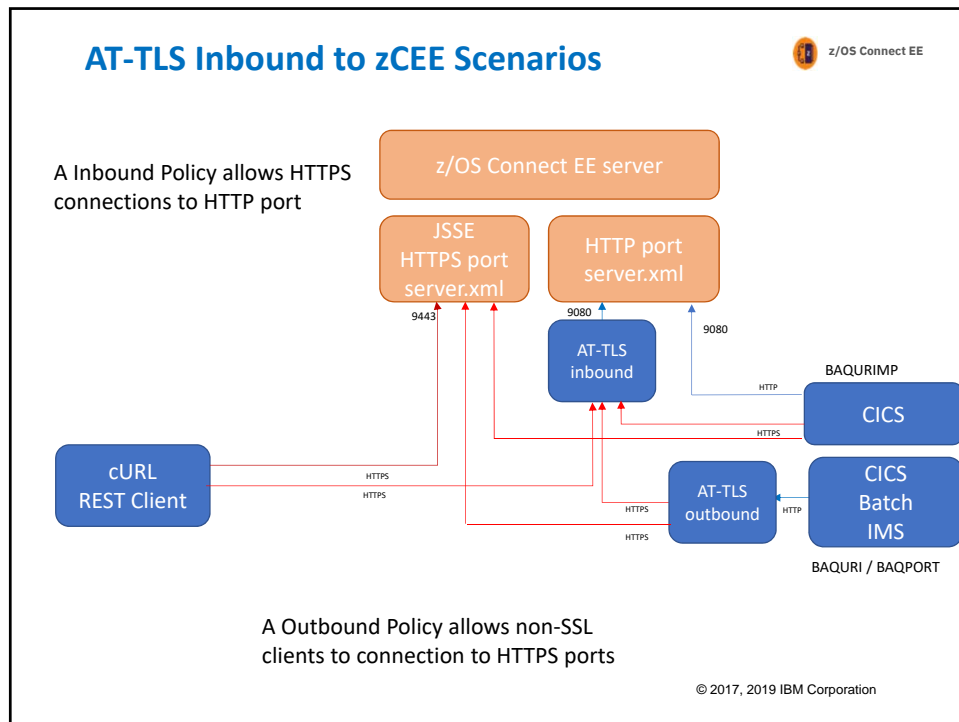 AT-TLS Inbound to zCEE Scenarios
z/OS Connect EE
A Inbound Policy allows HTTPS
connections to HTTP port
z/OS Connect EE server
JSSE
HTTPS port
server.xml
HTTP port
server.xml
9443
9080
9080
AT-TLS
inbound
BAQURIMP
HTTP
CICS
HTTPS
cURL
REST Client
HTTPS
HTTPS
AT-TLS
outbound
HTTPS
HTTPS
HTTP
CICS
Batch
IMS
BAQURI / BAQPORT
A Outbound Policy allows non-SSL
clients to connection to HTTPS ports
© 2017, 2019 IBM Corporation